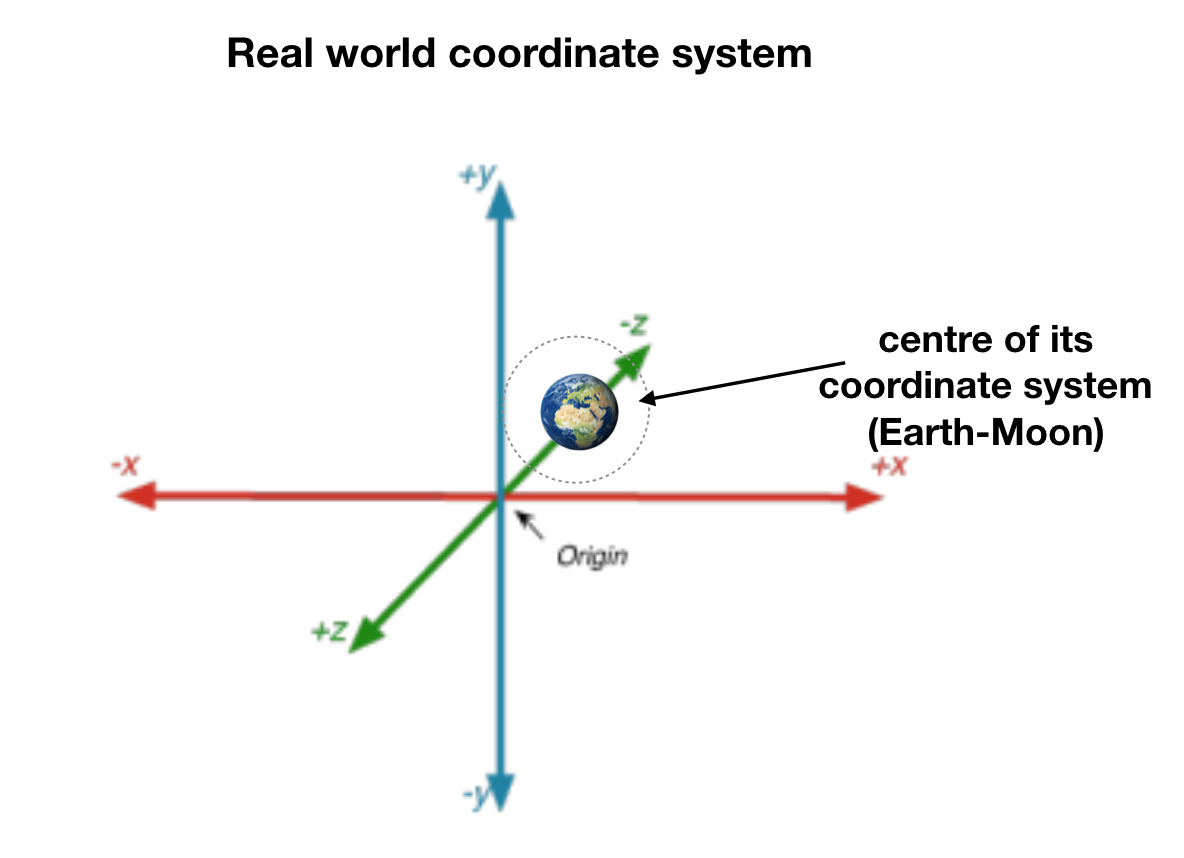 Real world coordinate system
+y
-z
centre of its
coordinate system
(Earth-Moon)
-x
+x
Origin
+z
-y